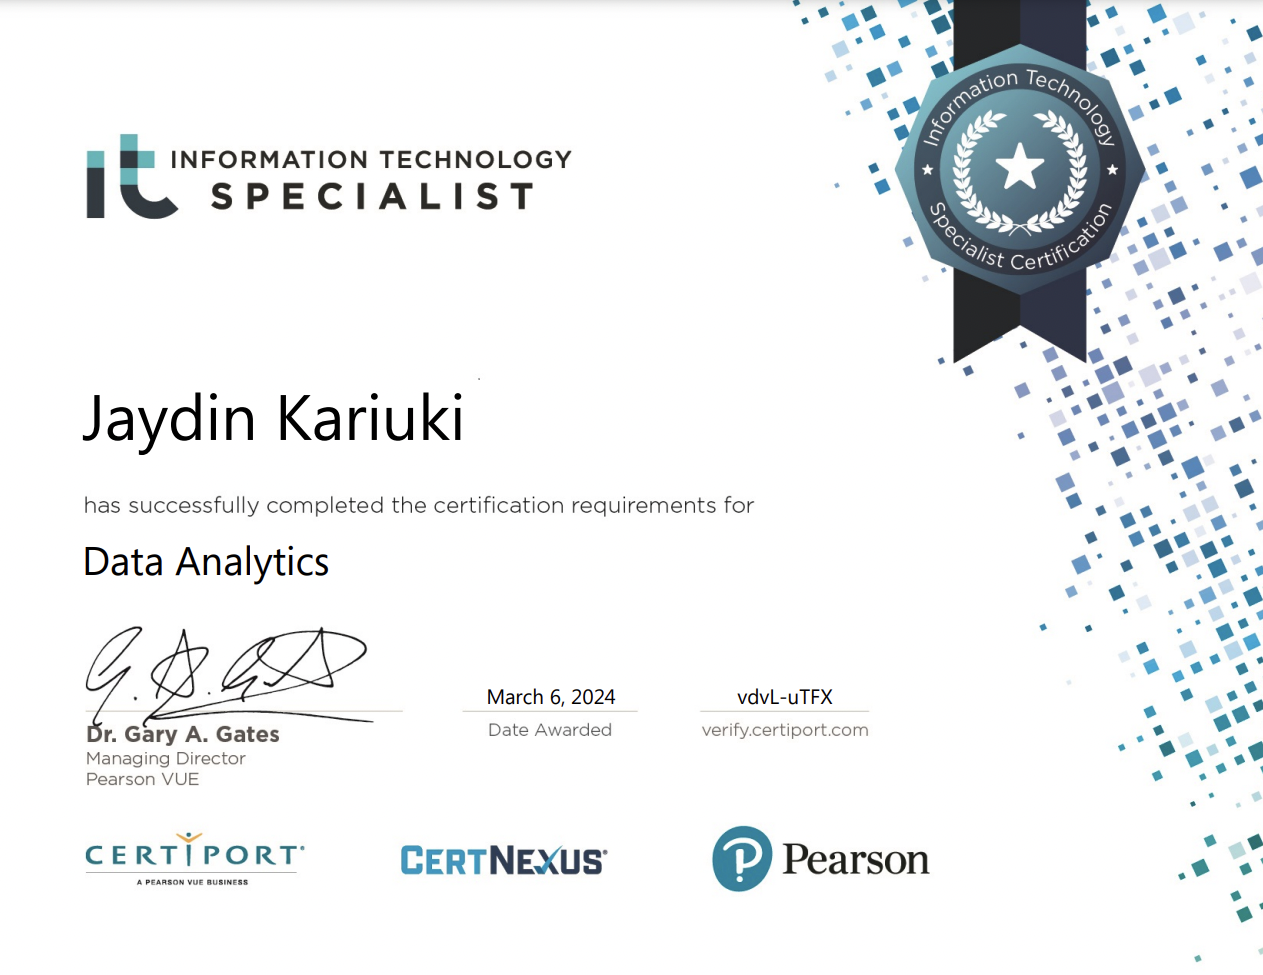 it INFORMATION TECHNOLOGY
SPECIALIST
Information Technology
Specialist Certification
Jaydin Kariuki
has successfully completed the certification requirements for
Data Analytics
G. A. Gates
Dr. Gary A. Gates
Managing Director
Pearson VUE
March 6, 2024
Date Awarded
vdvL-uTFX
verify.certiport.com
CERTIPORT®
A PEARSON VUE BUSINESS
CERTNEXUS®
P Pearson